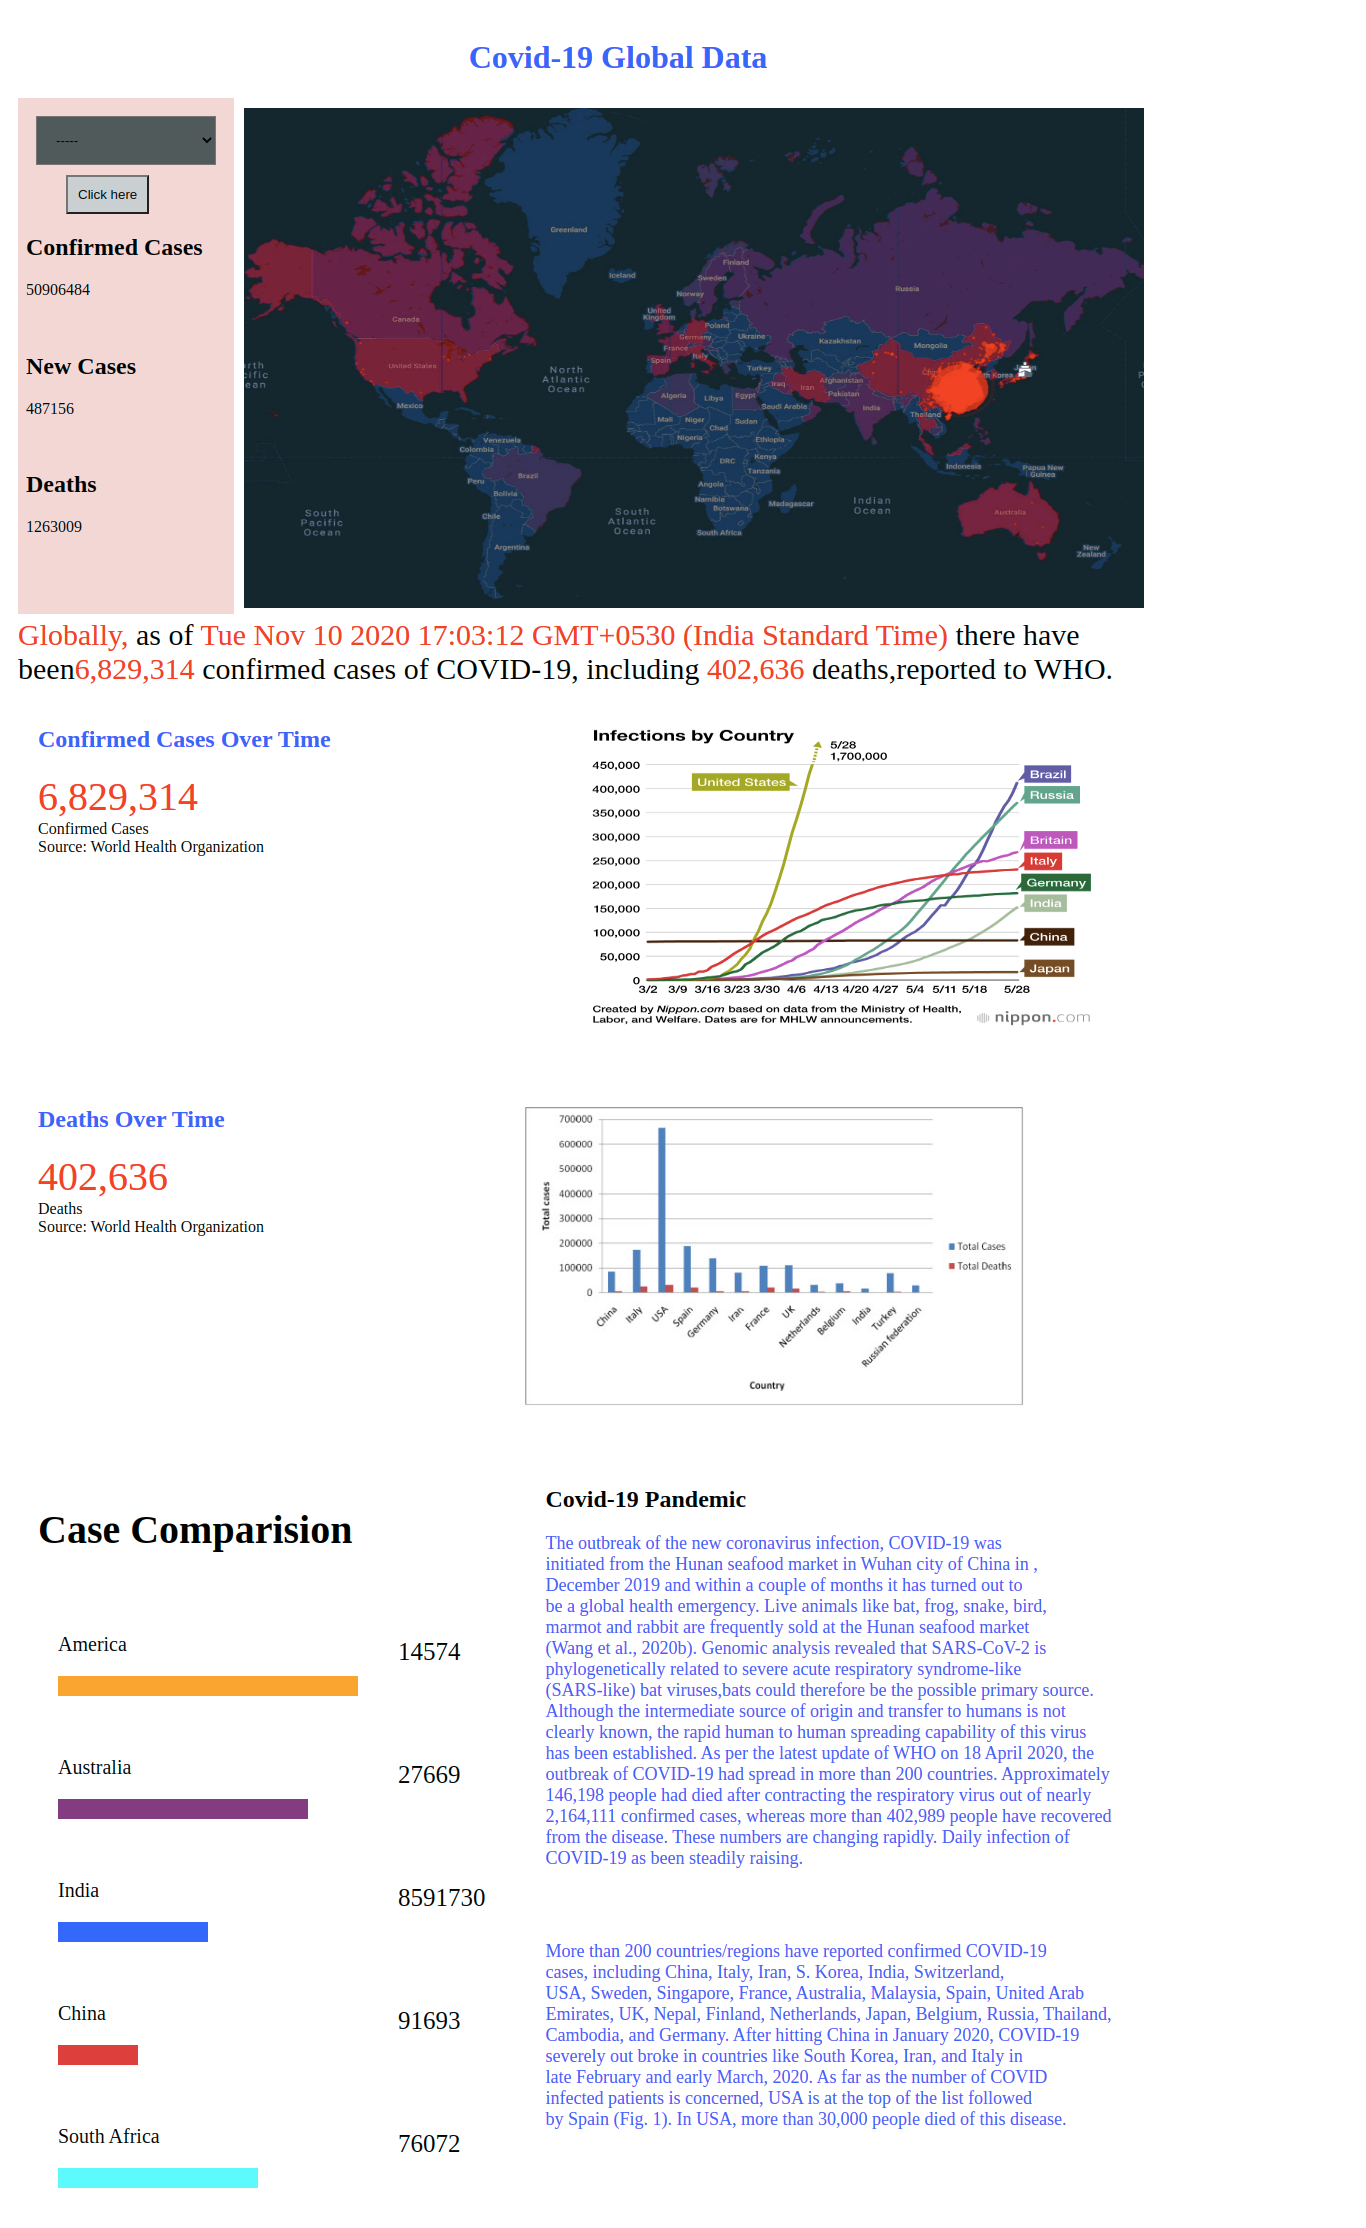 Covid-19 Global Data
-----
Click here
Confirmed Cases
50906484
New Cases
487156
Deaths
1263009
Greenland
Iceland
Finland
Sweden
Norway
Russia
United
Kingdom
Canada
Poland
Germany
Ukraine
France
Italy
Kazakhstan
Mongolia
Spain
United States
Turkey
North
Atlantic
Ocean
Iraq
Iran
Afghanistan
Pakistan
Algeria
Libya
Egypt
Saudi Arabia
India
Mexico
Mali
Niger
Chad
Sudan
Thailand
Nigeria
Ethiopia
Venezuela
Colombia
DRC
Kenya
Tanzania
Indonesia
Papua New
Guinea
Brazil
Peru
Angola
Bolivia
Namibia
Botswana
Madagascar
Indian
Ocean
South
Pacific
Ocean
South
Atlantic
Ocean
Chile
Australia
South Africa
Argentina
New
Zealand
Globally, as of Tue Nov 10 2020 17:03:12 GMT+0530 (India Standard Time) there have
been6,829,314 confirmed cases of COVID-19, including 402,636 deaths,reported to WHO.
Confirmed Cases Over Time
6,829,314
Confirmed Cases
Source: World Health Organization
Infections by Country
5/28
1,700,000
450,000
400,000
350,000
300,000
250,000
200,000
150,000
100,000
50,000
0
United States
Brazil
Russia
Britain
Italy
Germany
India
China
Japan
3/2 3/9 3/16 3/23 3/30 4/6 4/13 4/20 4/27 5/4 5/11 5/18 5/28
Created by Nippon.com based on data from the Ministry of Health,
Labor, and Welfare. Dates are for MHLW announcements.
nippon.com
Deaths Over Time
402,636
Deaths
Source: World Health Organization
700000
600000
500000
400000
300000
200000
100000
0
Total cases
Total Cases
Total Deaths
China
Italy
USA
Spain
Germany
Iran
France
UK
Netherlands
Belgium
India
Turkey
Russian federation
Country
Case Comparision
America
14574
Australia
27669
India
8591730
China
91693
South Africa
76072
Covid-19 Pandemic
The outbreak of the new coronavirus infection, COVID-19 was
initiated from the Hunan seafood market in Wuhan city of China in ,
December 2019 and within a couple of months it has turned out to
be a global health emergency. Live animals like bat, frog, snake, bird,
marmot and rabbit are frequently sold at the Hunan seafood market
(Wang et al., 2020b). Genomic analysis revealed that SARS-CoV-2 is
phylogenetically related to severe acute respiratory syndrome-like
(SARS-like) bat viruses,bats could therefore be the possible primary source.
Although the intermediate source of origin and transfer to humans is not
clearly known, the rapid human to human spreading capability of this virus
has been established. As per the latest update of WHO on 18 April 2020, the
outbreak of COVID-19 had spread in more than 200 countries. Approximately
146,198 people had died after contracting the respiratory virus out of nearly
2,164,111 confirmed cases, whereas more than 402,989 people have recovered
from the disease. These numbers are changing rapidly. Daily infection of
COVID-19 as been steadily raising.
More than 200 countries/regions have reported confirmed COVID-19
cases, including China, Italy, Iran, S. Korea, India, Switzerland,
USA, Sweden, Singapore, France, Australia, Malaysia, Spain, United Arab
Emirates, UK, Nepal, Finland, Netherlands, Japan, Belgium, Russia, Thailand,
Cambodia, and Germany. After hitting China in January 2020, COVID-19
severely out broke in countries like South Korea, Iran, and Italy in
late February and early March, 2020. As far as the number of COVID
infected patients is concerned, USA is at the top of the list followed
by Spain (Fig. 1). In USA, more than 30,000 people died of this disease.